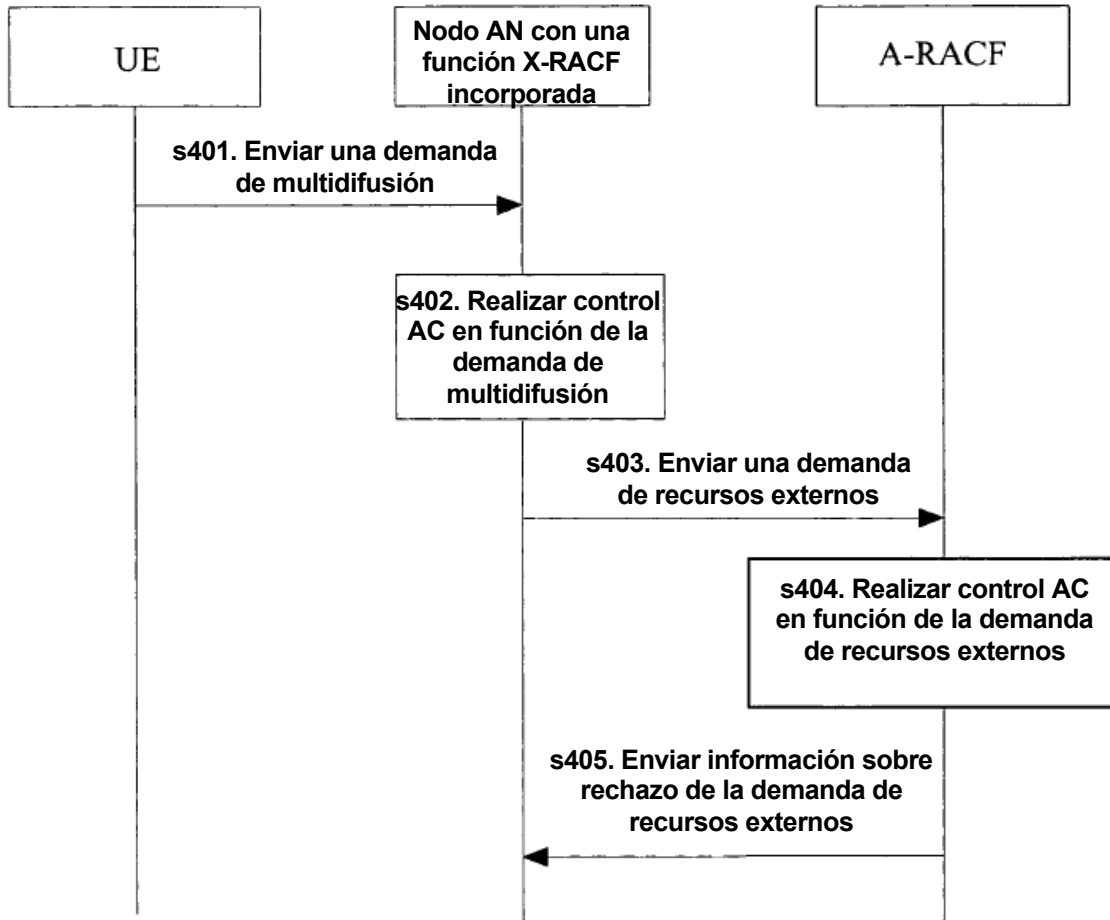 UE
Nodo AN con una
función X-RACF
incorporada
A-RACF
s401. Enviar una demanda
de multidifusión
s402. Realizar control
AC en función de la
demanda de
multidifusión
s403. Enviar una demanda
de recursos externos
s404. Realizar control AC
en función de la demanda
de recursos externos
s405. Enviar información sobre
rechazo de la demanda de
recursos externos